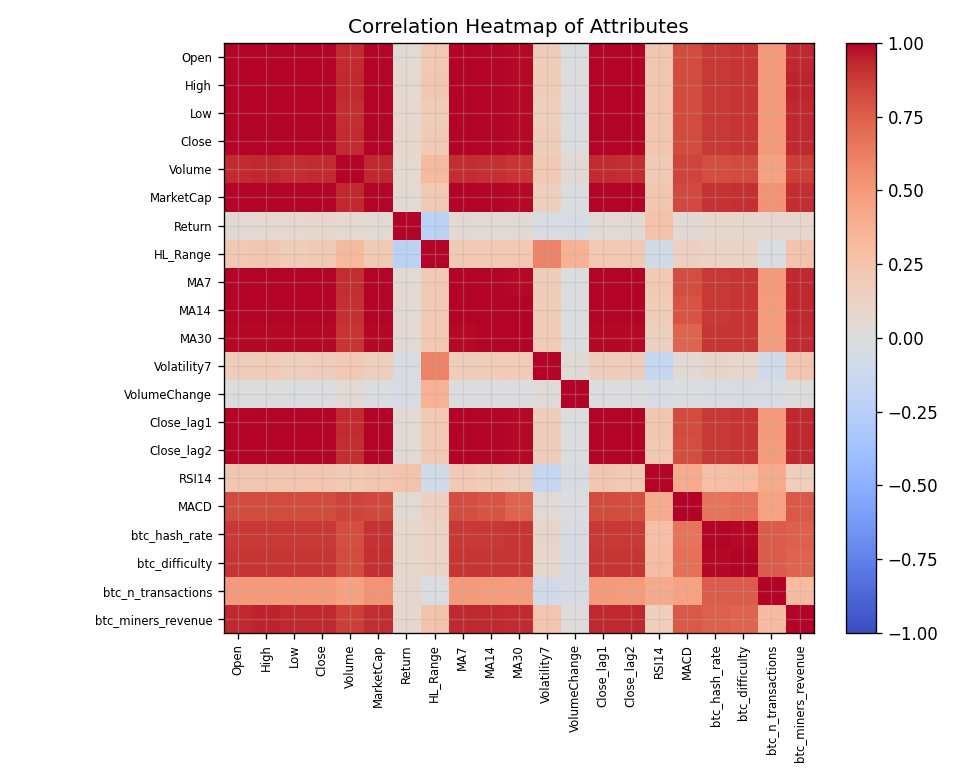 Correlation Heatmap of Attributes
Open
High
Low
Close
Volume
MarketCap
Return
HL_Range
MA7
MA14
MA30
Volatility7
VolumeChange
Close_lag1
Close_lag2
RSI14
MACD
btc_hash_rate
btc_difficulty
btc_n_transactions
btc_miners_revenue
Open
High
Low
Close
Volume
MarketCap
Return
HL_Range
MA7
MA14
MA30
Volatility7
VolumeChange
Close_lag1
Close_lag2
RSI14
MACD
btc_hash_rate
btc_difficulty
btc_n_transactions
btc_miners_revenue
1.00
0.75
0.50
0.25
0.00
−0.25
−0.50
−0.75
−1.00